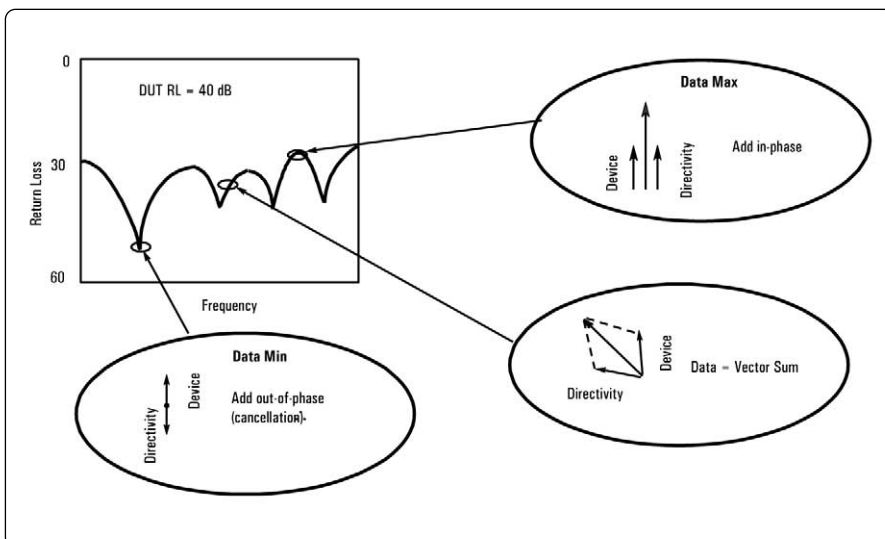 0
DUT RL = 40 dB
30
Return Loss
60
Frequency
Data Max
Device
Directivity
Add in-phase
Data Min
Device
Directivity
Add out-of-phase
(cancellation).
Device
Directivity
Data = Vector Sum